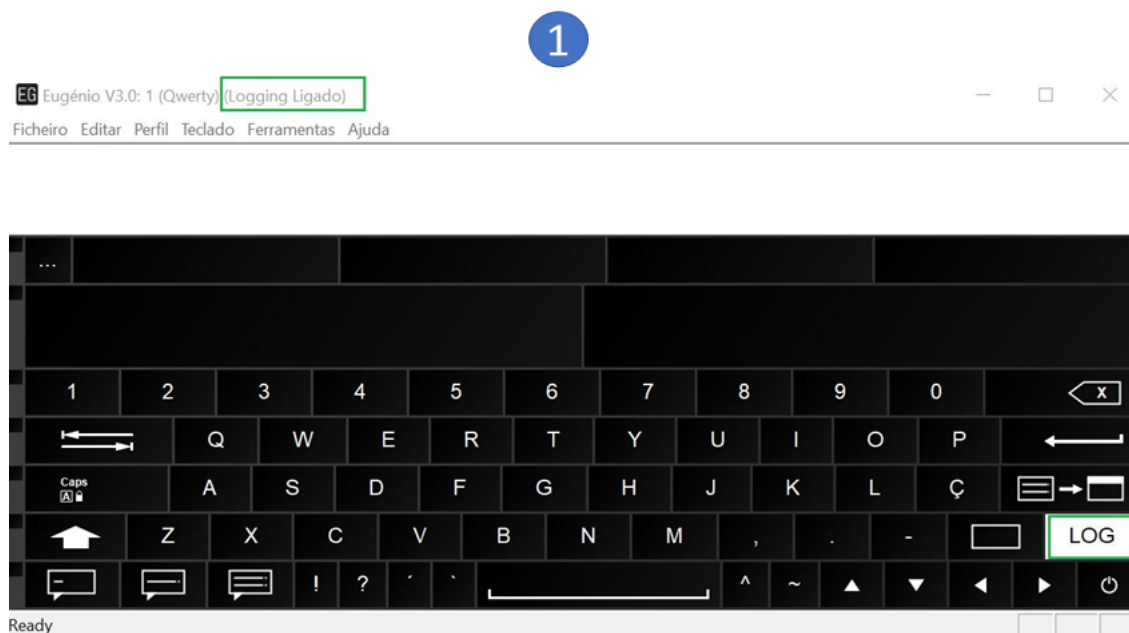 1
EG Eugénio V3.0: 1 (Qwerty) (Logging Ligado)
Ficheiro Editar Perfil Teclado Ferramentas Ajuda
...
1 2 3 4 5 6 7 8 9 0 x
Q W E R T Y U I O P
Caps A A S D F G H J K L Ç
Z X C V B N M , . - LOG
! ? ´ ` ^ ~
Ready